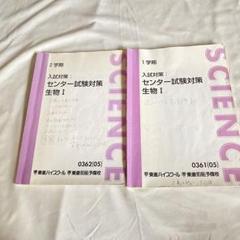 2学期
入試対策：
センター試験対策
生物Ⅰ
SCIENCE
0362(05)
東進ハイスクール 東進衛星予備校
1学期
入試対策：
センター試験対策
生物Ⅰ
SCIENCE
0361(05)
東進ハイスクール 東進衛星予備校